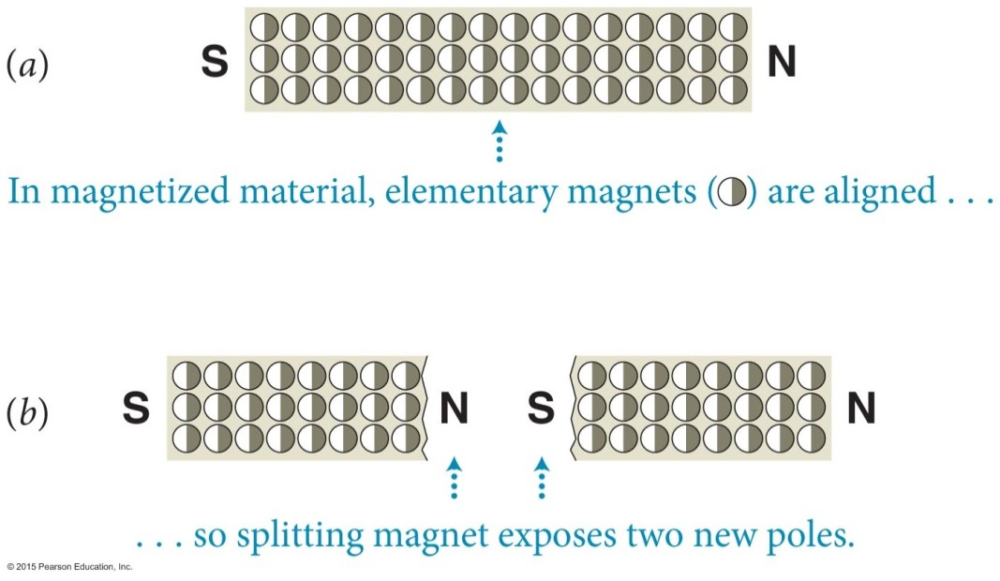 (a) S N
In magnetized material, elementary magnets ( ) are aligned . . .
(b) S N S N
. . . so splitting magnet exposes two new poles.
© 2015 Pearson Education, Inc.